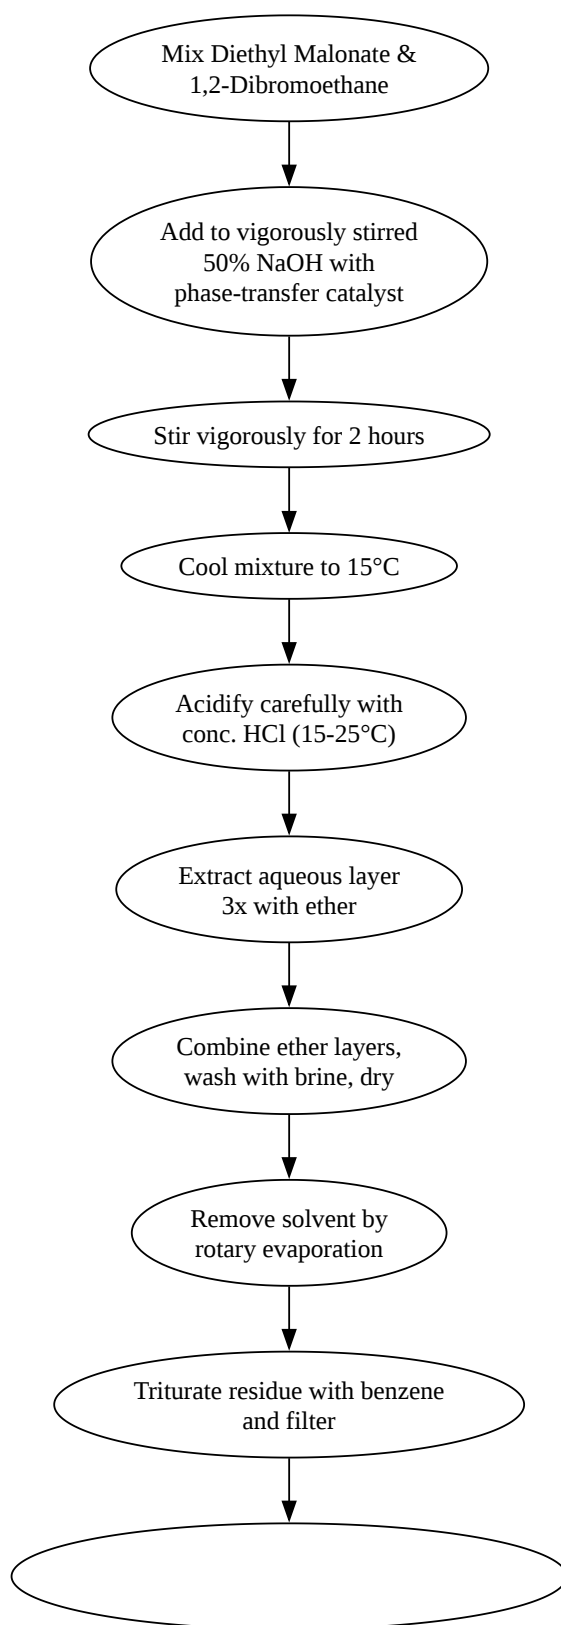 Mix Diethyl Malonate &
1,2-Dibromoethane
Add to vigorously stirred
50% NaOH with
phase-transfer catalyst
Stir vigorously for 2 hours
Cool mixture to 15°C
Acidify carefully with
conc. HCl (15-25°C)
Extract aqueous layer
3x with ether
Combine ether layers,
wash with brine, dry
Remove solvent by
rotary evaporation
Triturate residue with benzene
and filter